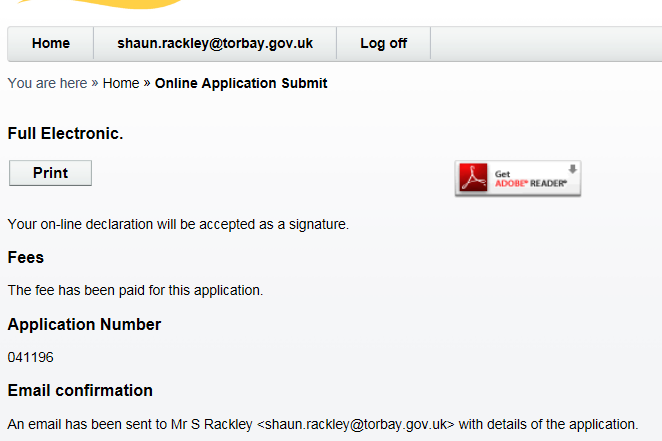 Home shaun.rackley@torbay.gov.uk Log off
You are here » Home » Online Application Submit
Full Electronic.
Print
Get
ADOBE® READER®
Your on-line declaration will be accepted as a signature.
Fees
The fee has been paid for this application.
Application Number
041196
Email confirmation
An email has been sent to Mr S Rackley <shaun.rackley@torbay.gov.uk> with details of the application.